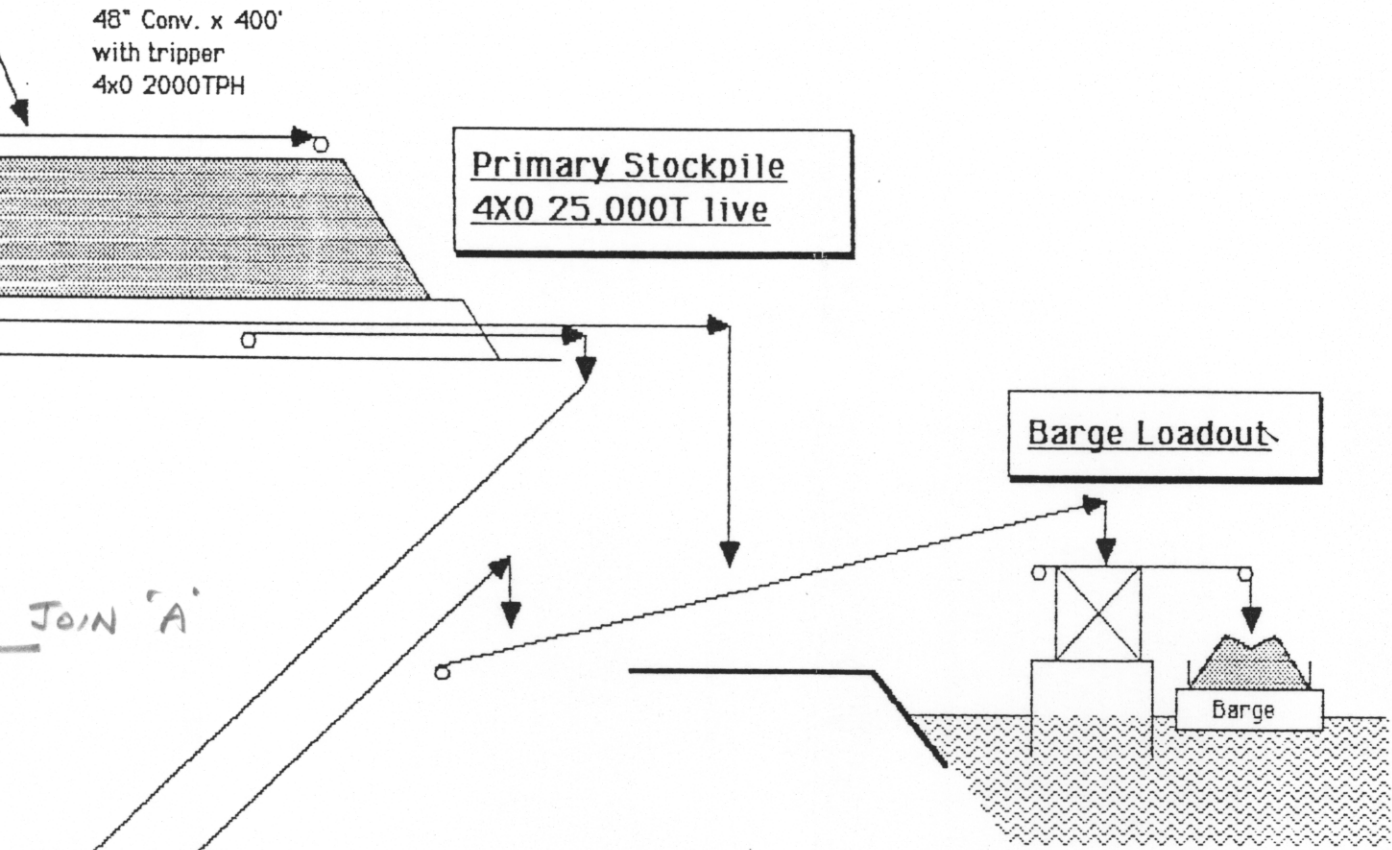 48" Conv. x 400'
with tripper
4x0 2000TPH
Primary Stockpile
4X0 25,000T live
Barge Loadout
JOIN 'A'
Barge